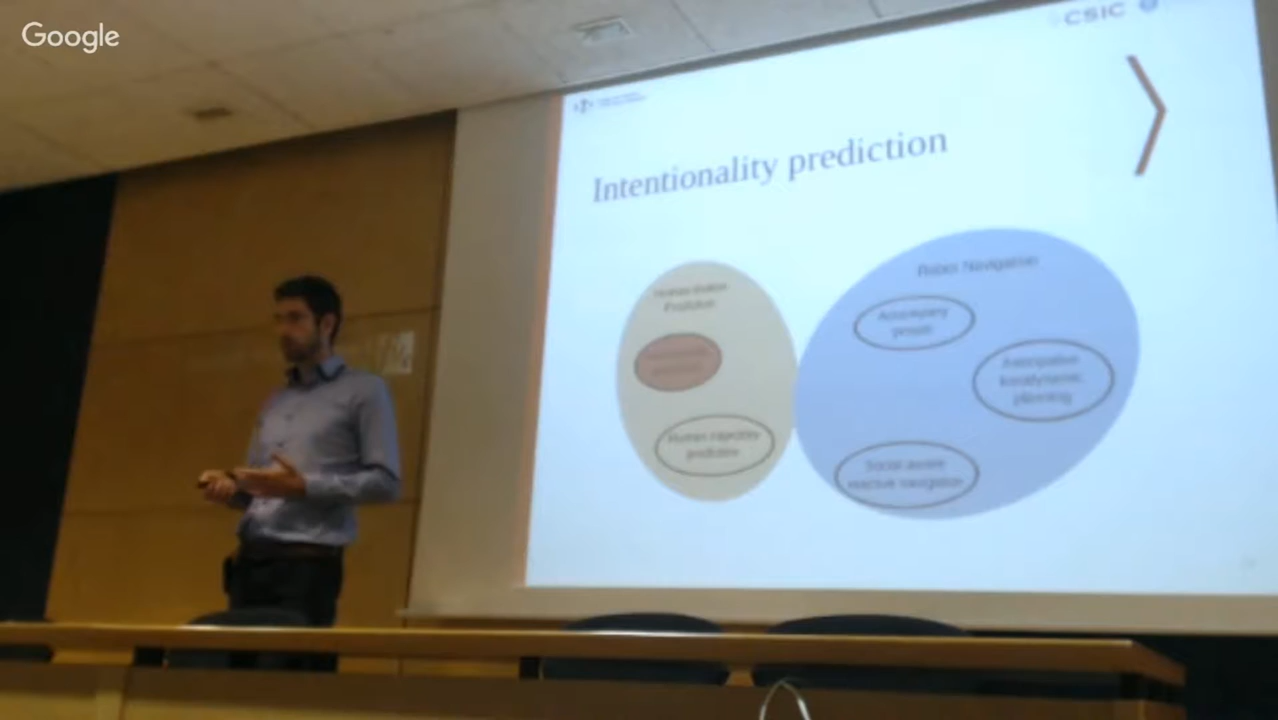 Google
CSIC
Intentionality prediction
Human Motion
Prediction
Robot Navigation
Accompany
people
Anticipative
kinodynamic
planning
Human trajectory
prediction
Social-aware
reactive navigation